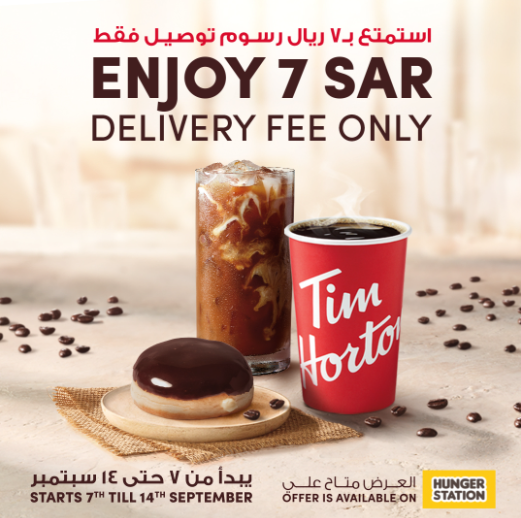 استمتع بـ٧ ريال رسوم توصيل فقط
ENJOY 7 SAR
DELIVERY FEE ONLY
Tim
Horto
يبدأ من ٧ حتى ١٤ سبتمبر
STARTS 7TH TILL 14TH SEPTEMBER
العرض متاح على
OFFER IS AVAILABLE ON
HUNGER
STATION